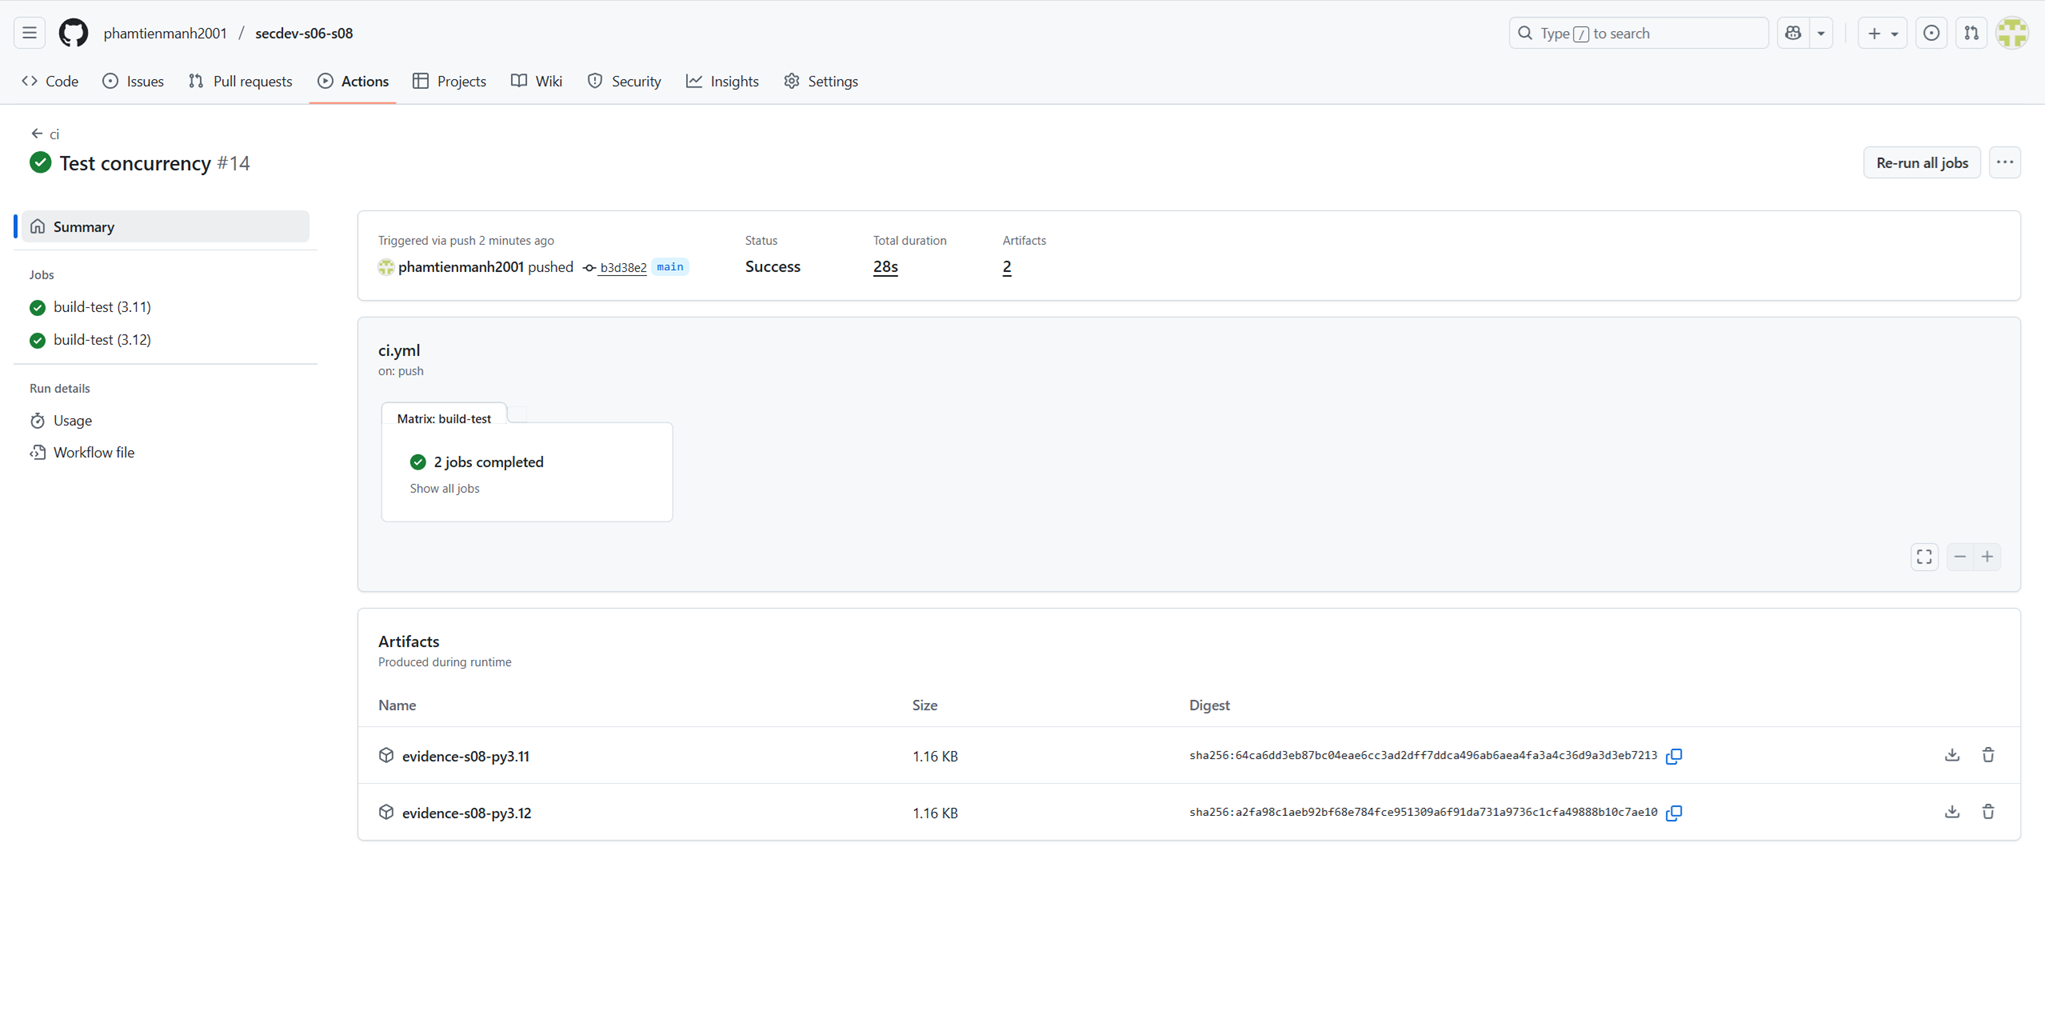 phamtienmanh2001 / secdev-s06-s08
Type / to search
Code Issues Pull requests Actions Projects Wiki Security Insights Settings
ci
Test concurrency #14
Re-run all jobs
Summary
Jobs
build-test (3.11)
build-test (3.12)
Run details
Usage
Workflow file
Triggered via push 2 minutes ago
phamtienmanh2001 pushed b3d38e2 main
Status
Success
Total duration
28s
Artifacts
2
ci.yml
on: push
Matrix: build-test
2 jobs completed
Show all jobs
Artifacts
Produced during runtime
Name Size Digest
evidence-s08-py3.11 1.16 KB sha256:64ca6dd3eb87bc04eae6cc3ad2dff7ddca496ab6aea4fa3a4c36d9a3d3eb7213
evidence-s08-py3.12 1.16 KB sha256:a2fa98c1aeb92bf68e784fce951309a6f91da731a9736c1cfa49888b10c7ae10